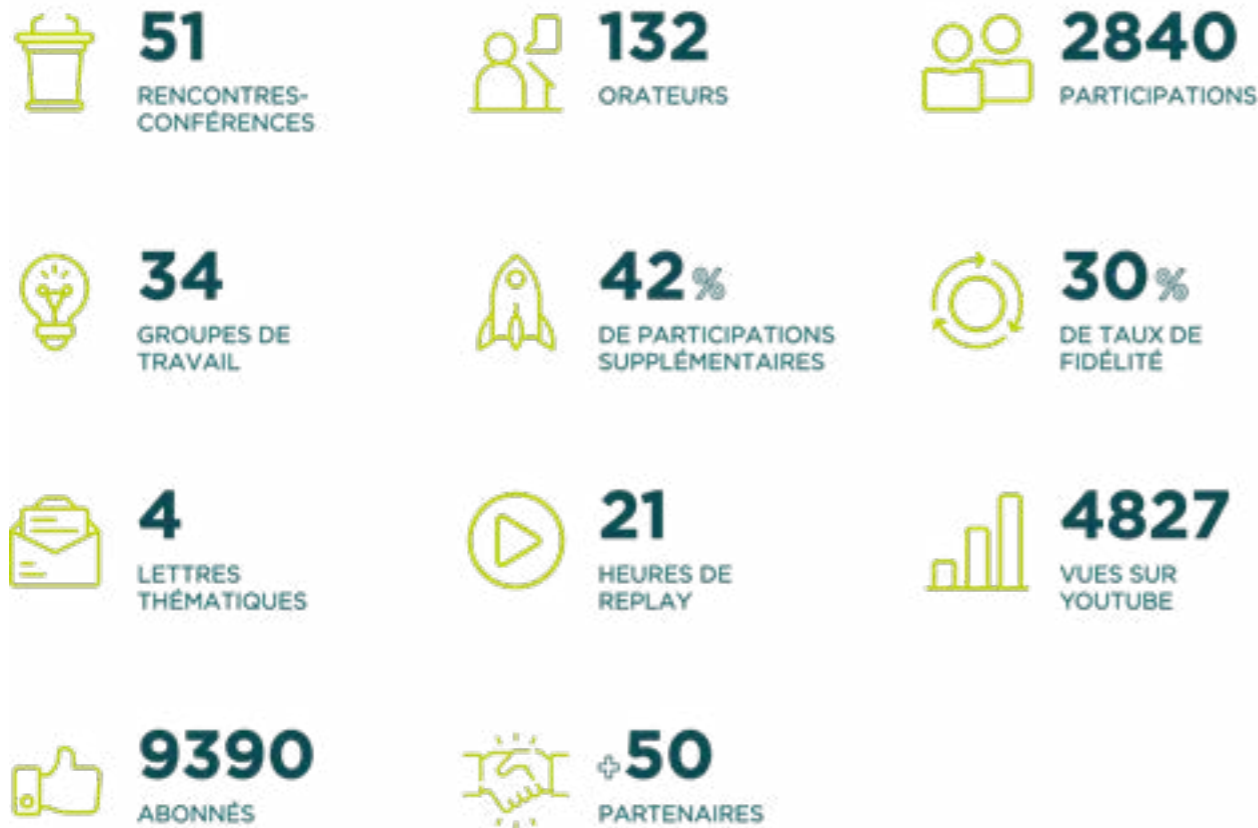 51
RENCONTRES-
CONFÉRENCES
132
ORATEURS
2840
PARTICIPATIONS
34
GROUPES DE
TRAVAIL
42%
DE PARTICIPATIONS
SUPPLÉMENTAIRES
30%
DE TAUX DE
FIDÉLITÉ
4
LETTRES
THÉMATIQUES
21
HEURES DE
REPLAY
4827
VUES SUR
YOUTUBE
9390
ABONNÉS
+50
PARTENAIRES